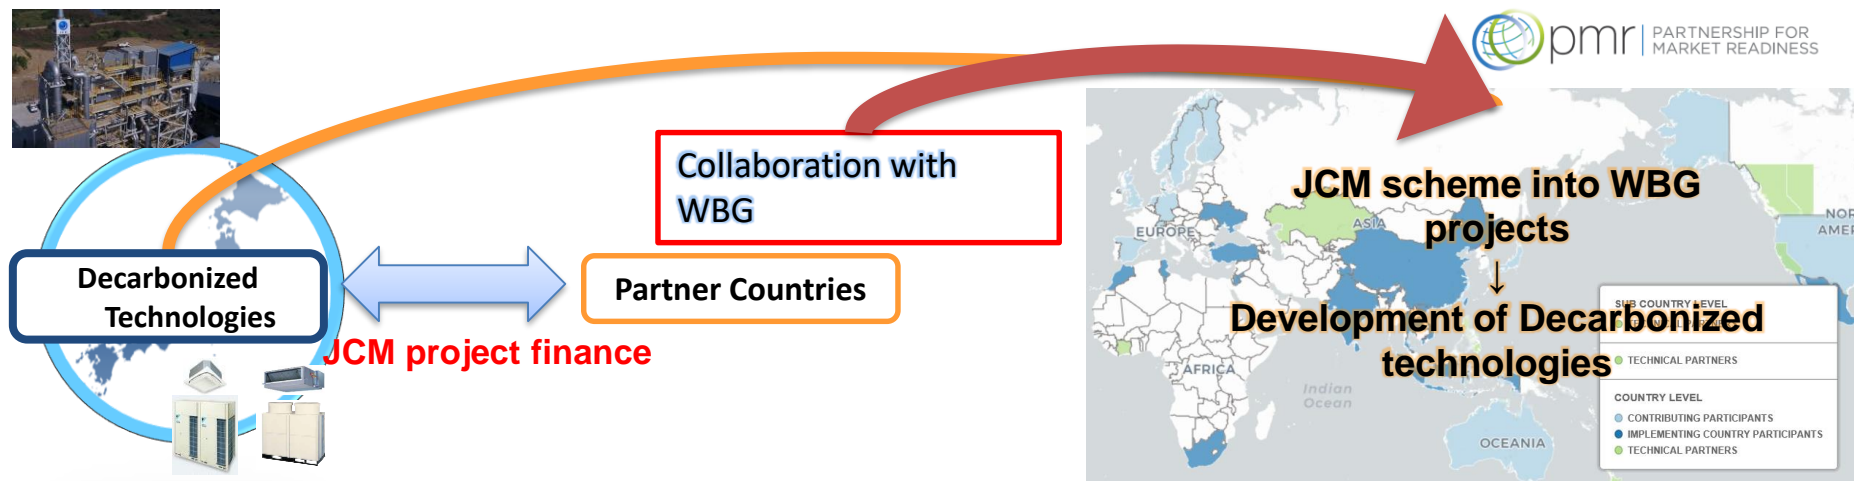 pmr
PARTNERSHIP FOR
MARKET READINESS
Collaboration with
WBG
Decarbonized
Technologies
Partner Countries
JCM project finance
JCM scheme into WBG
projects
↓
Development of Decarbonized
technologies
EUROPE
ASIA
AFRICA
Indian
Ocean
OCEANIA
NOR
AMER
SUB COUNTRY LEVEL
TECHNICAL PARTNERS
COUNTRY LEVEL
CONTRIBUTING PARTICIPANTS
IMPLEMENTING COUNTRY PARTICIPANTS
TECHNICAL PARTNERS